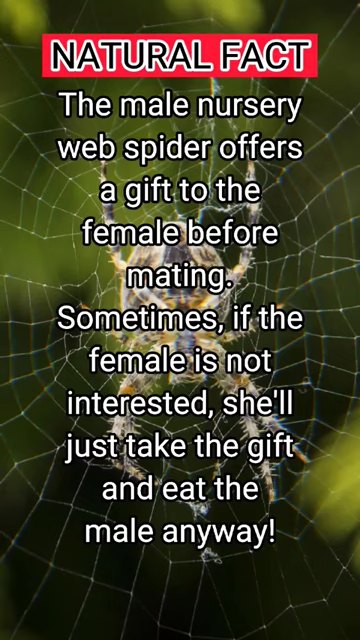 NATURAL FACT
The male nursery
web spider offers
a gift to the
female before
mating.
Sometimes, if the
female is not
interested, she'll
just take the gift
and eat the
male anyway!